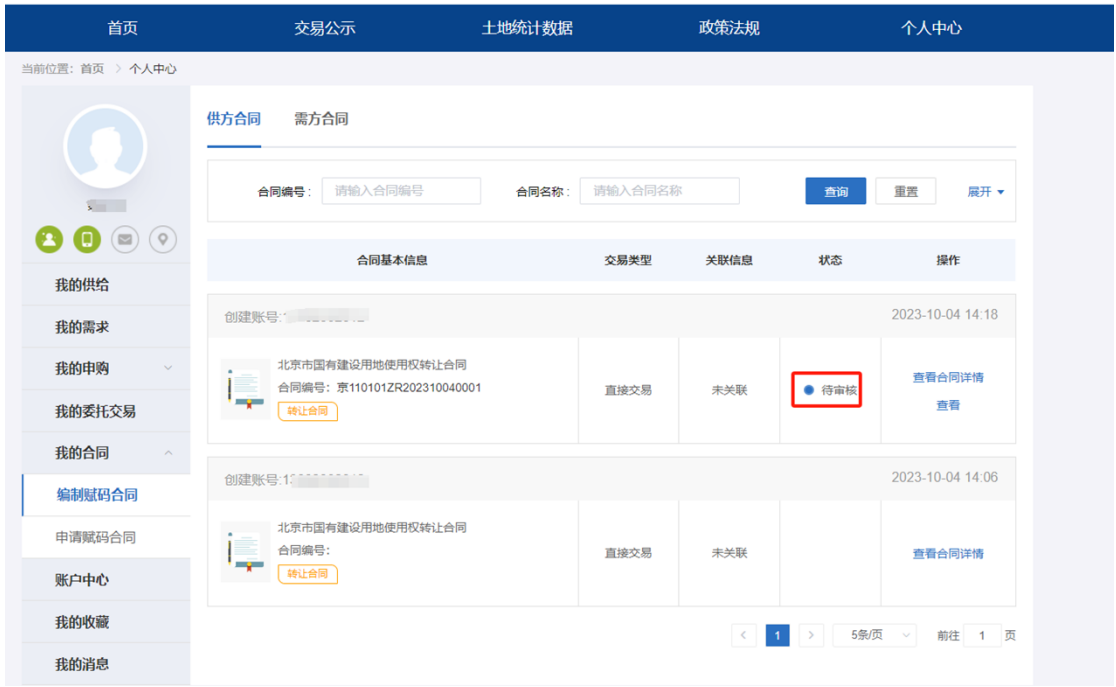 首页 交易公示 土地统计数据 政策法规 个人中心
当前位置：首页 > 个人中心
供方合同 需方合同
合同编号： 请输入合同编号 合同名称： 请输入合同名称 查询 重置 展开
合同基本信息 交易类型 关联信息 状态 操作
创建账号: 2023-10-04 14:18
北京市国有建设用地使用权转让合同
合同编号：京110101ZR202310040001
转让合同
直接交易 未关联 待审核 查看合同详情
查看
创建账号: 2023-10-04 14:06
北京市国有建设用地使用权转让合同
合同编号：
转让合同
直接交易 未关联 查看合同详情
< 1 > 5条/页 前往 1 页
我的供给
我的需求
我的申购
我的委托交易
我的合同
编制赋码合同
申请赋码合同
账户中心
我的收藏
我的消息